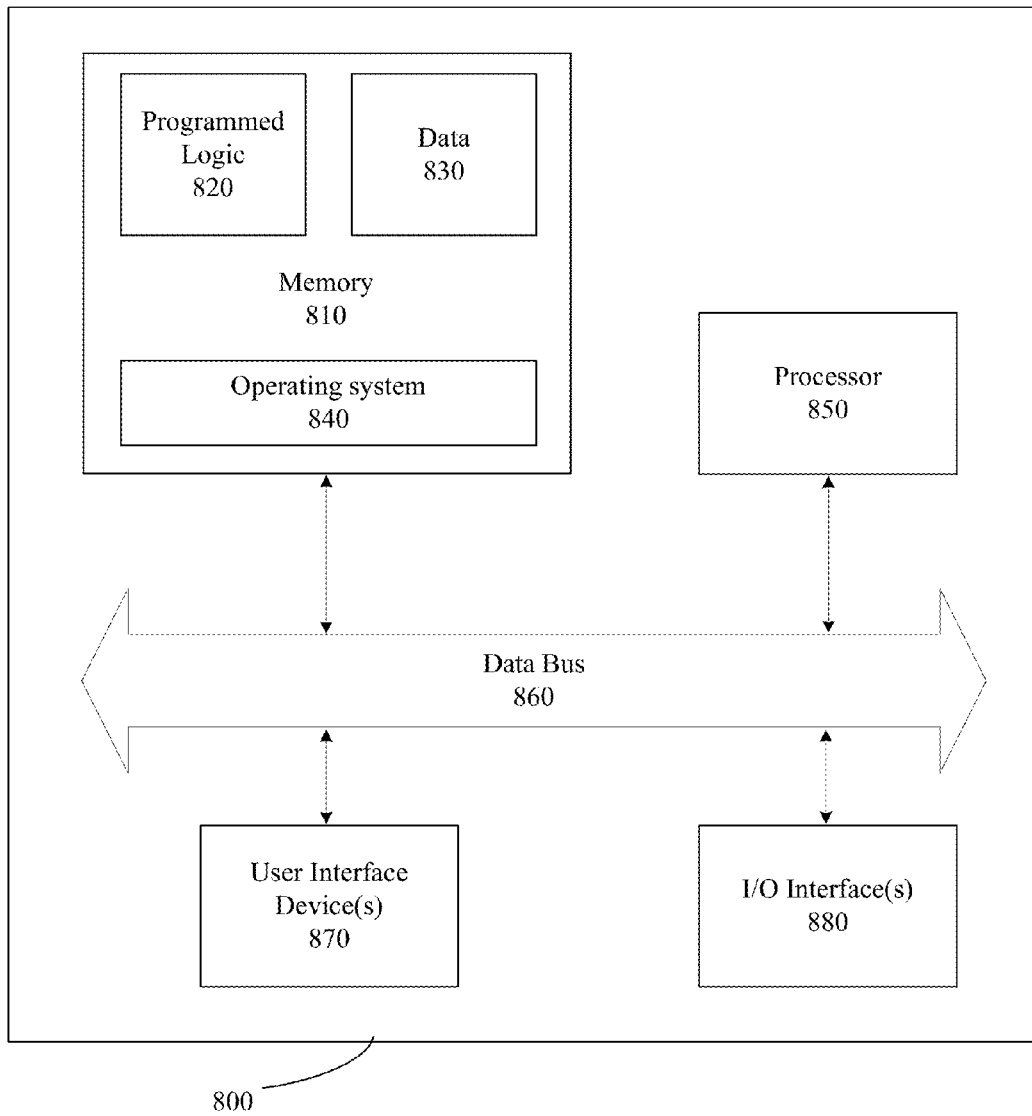 Programmed
Logic
820
Data
830
Memory
810
Operating system
840
Processor
850
Data Bus
860
User Interface
Device(s)
870
I/O Interface(s)
880
800